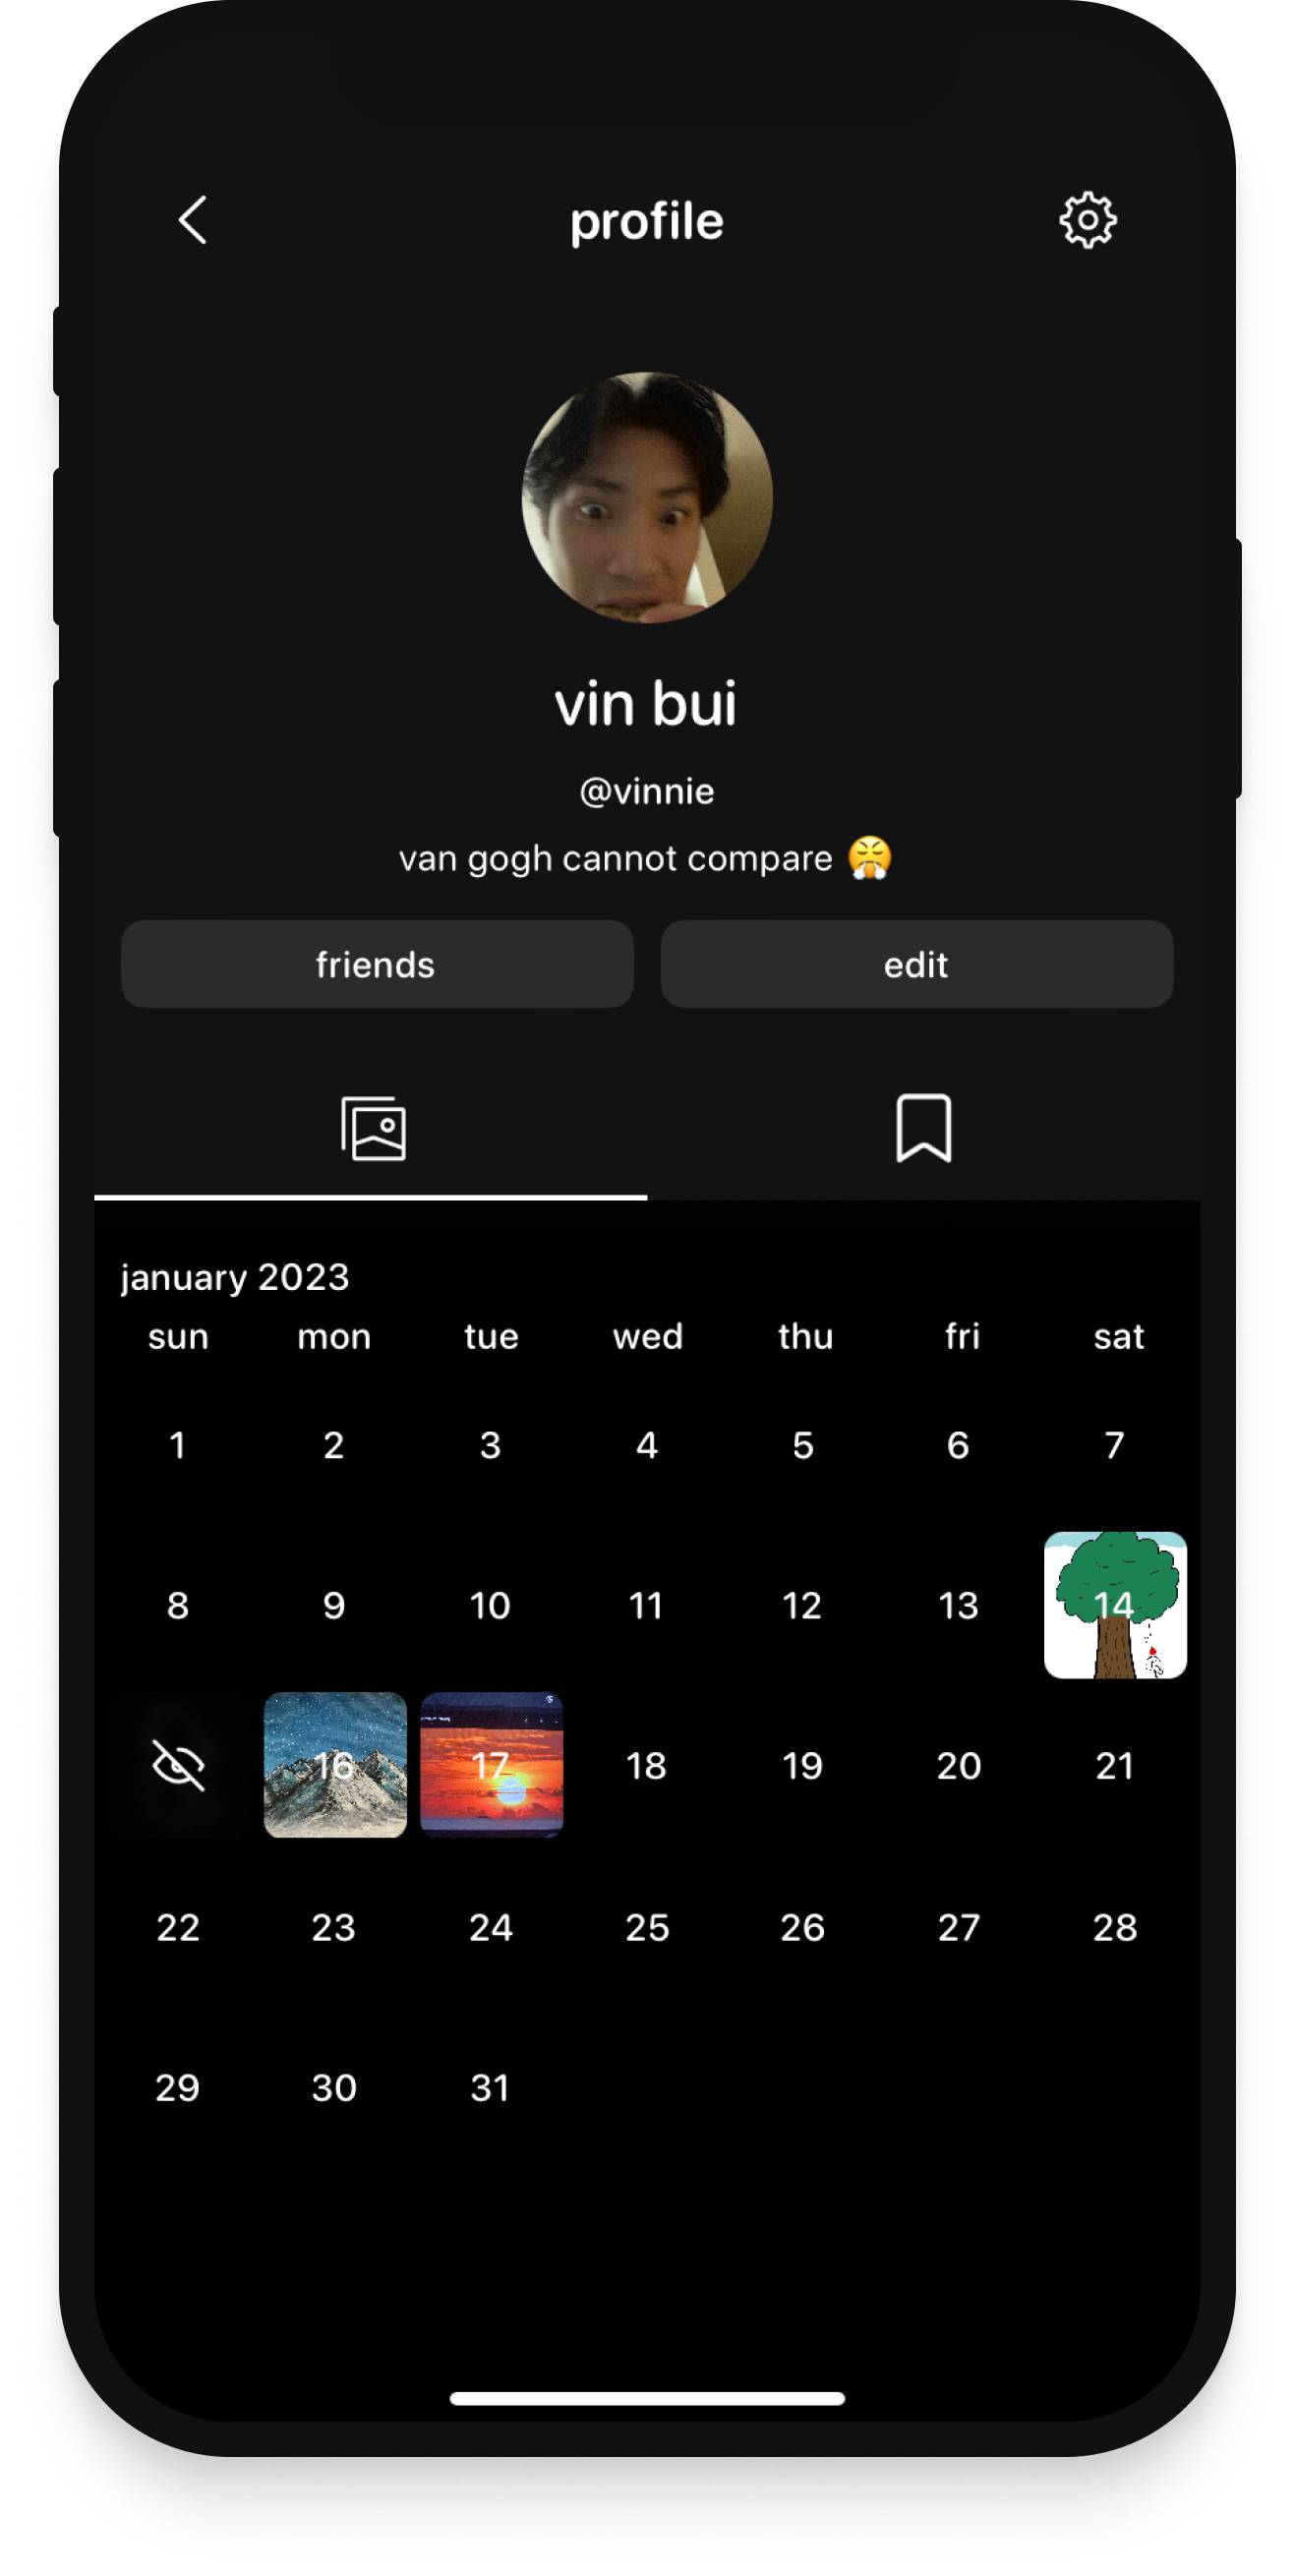 profile
vin bui
@vinnie
van gogh cannot compare 😤
friends edit
january 2023
sun mon tue wed thu fri sat
1 2 3 4 5 6 7
8 9 10 11 12 13 14
16 17 18 19 20 21
22 23 24 25 26 27 28
29 30 31